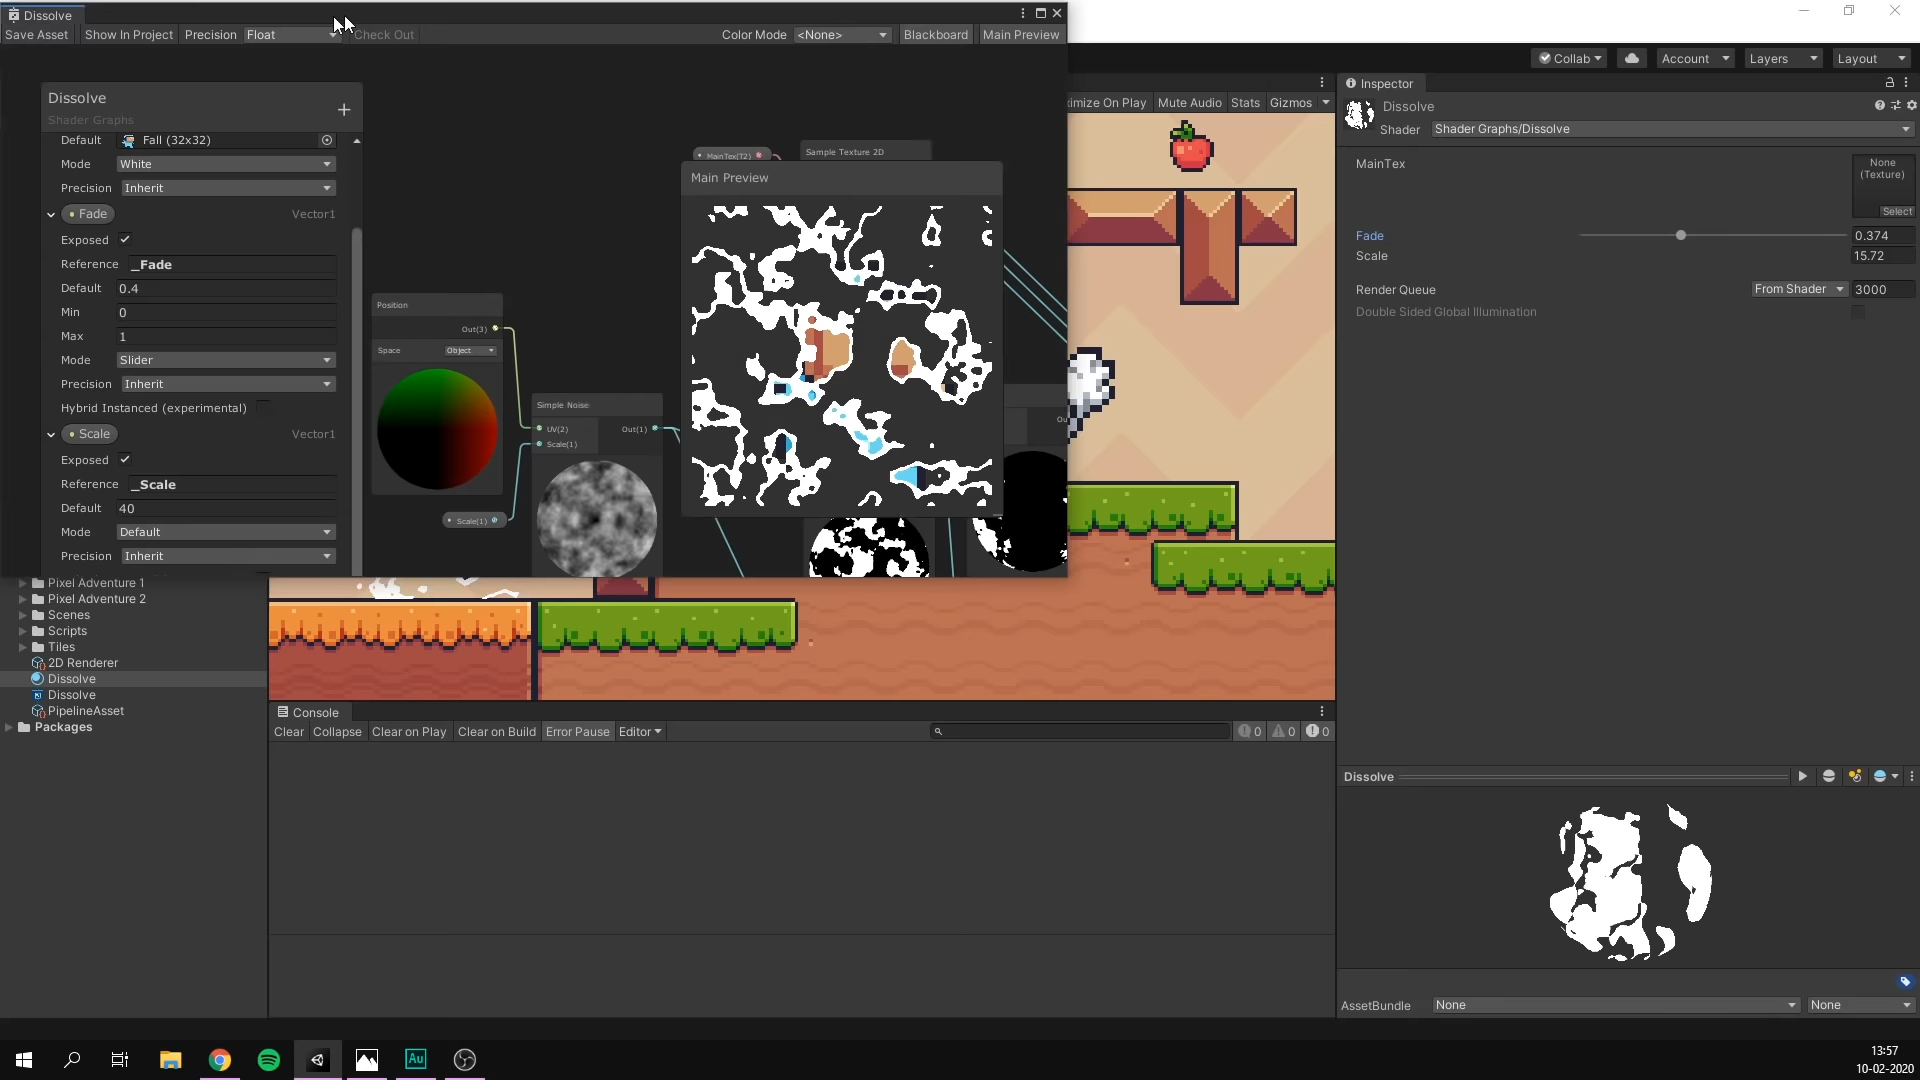 Dissolve
Save Asset
Show In Project
Precision
Float
Check Out
Color Mode
<None>
Blackboard
Main Preview
Collab
Account
Layers
Layout
Inspector
Dissolve
Shader
Shader Graphs/Dissolve
ximize On Play
Mute Audio
Stats
Gizmos
Dissolve
Shader Graphs
Default
Fall (32x32)
Mode
White
Precision
Inherit
Fade
Vector1
Exposed
Reference
_Fade
Default
0.4
Min
0
Max
1
Mode
Slider
Precision
Inherit
Hybrid Instanced (experimental)
Scale
Vector1
Exposed
Reference
_Scale
Default
40
Mode
Default
Precision
Inherit
MainTex(T2)
Sample Texture 2D
Main Preview
Position
Out(3)
Space
Object
Simple Noise
UV(2)
Out(1)
Scale(1)
Scale(1)
Ou
MainTex
None
(Texture)
Select
Fade
0.374
Scale
15.72
Render Queue
From Shader
3000
Double Sided Global Illumination
Pixel Adventure 1
Pixel Adventure 2
Scenes
Scripts
Tiles
2D Renderer
Dissolve
Dissolve
PipelineAsset
Packages
Console
Clear
Collapse
Clear on Play
Clear on Build
Error Pause
Editor
0
0
0
Dissolve
AssetBundle
None
None
Au
13:57
10-02-2020